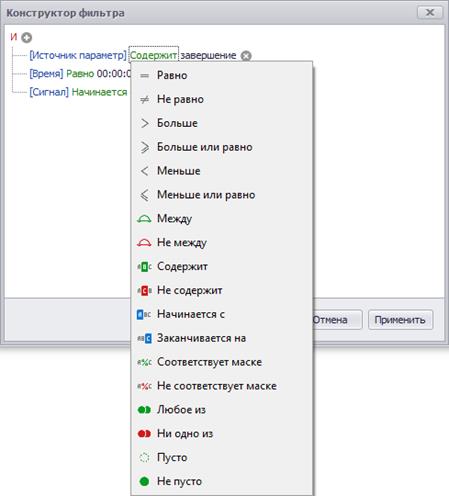 Конструктор фильтра
И
[Источник параметр] Содержит завершение
[Время] Равно 00:00:0
[Сигнал] Начинается
Равно
Не равно
Больше
Больше или равно
Меньше
Меньше или равно
Между
Не между
Содержит
Не содержит
Начинается с
Заканчивается на
Соответствует маске
Не соответствует маске
Любое из
Ни одно из
Пусто
Не пусто
Отмена Применить